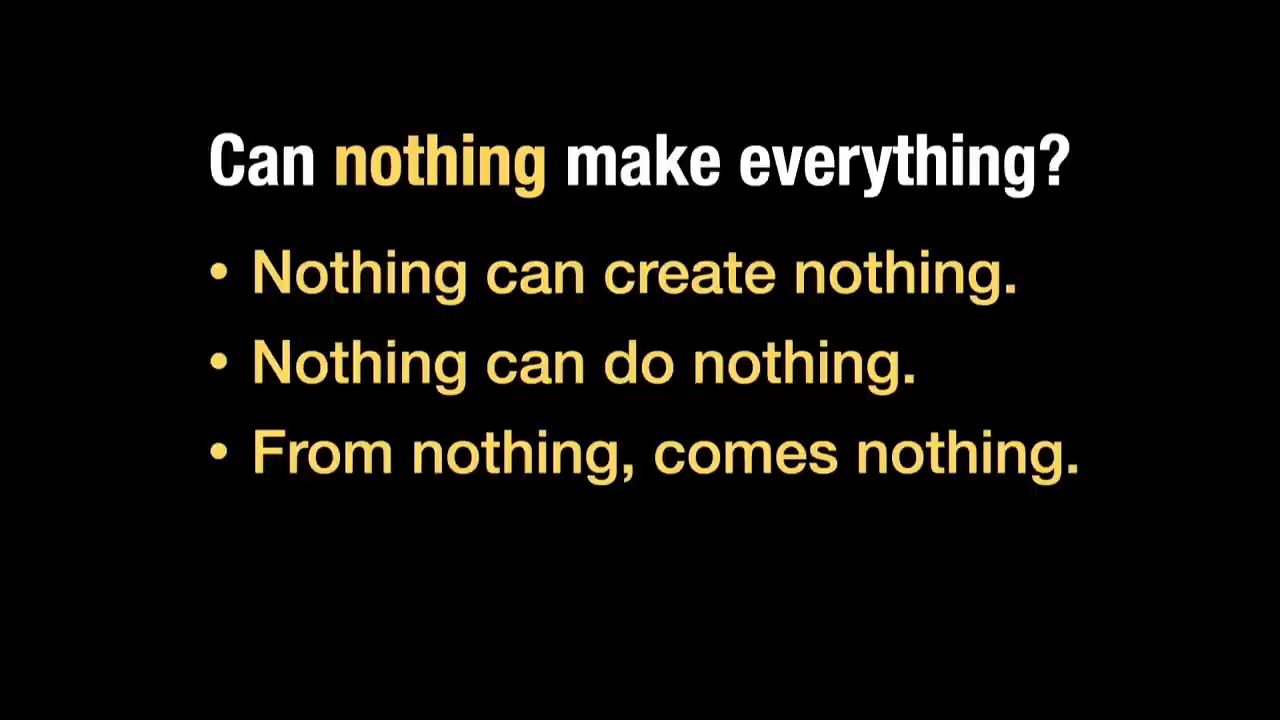 Can nothing make everything?
• Nothing can create nothing.
• Nothing can do nothing.
• From nothing, comes nothing.